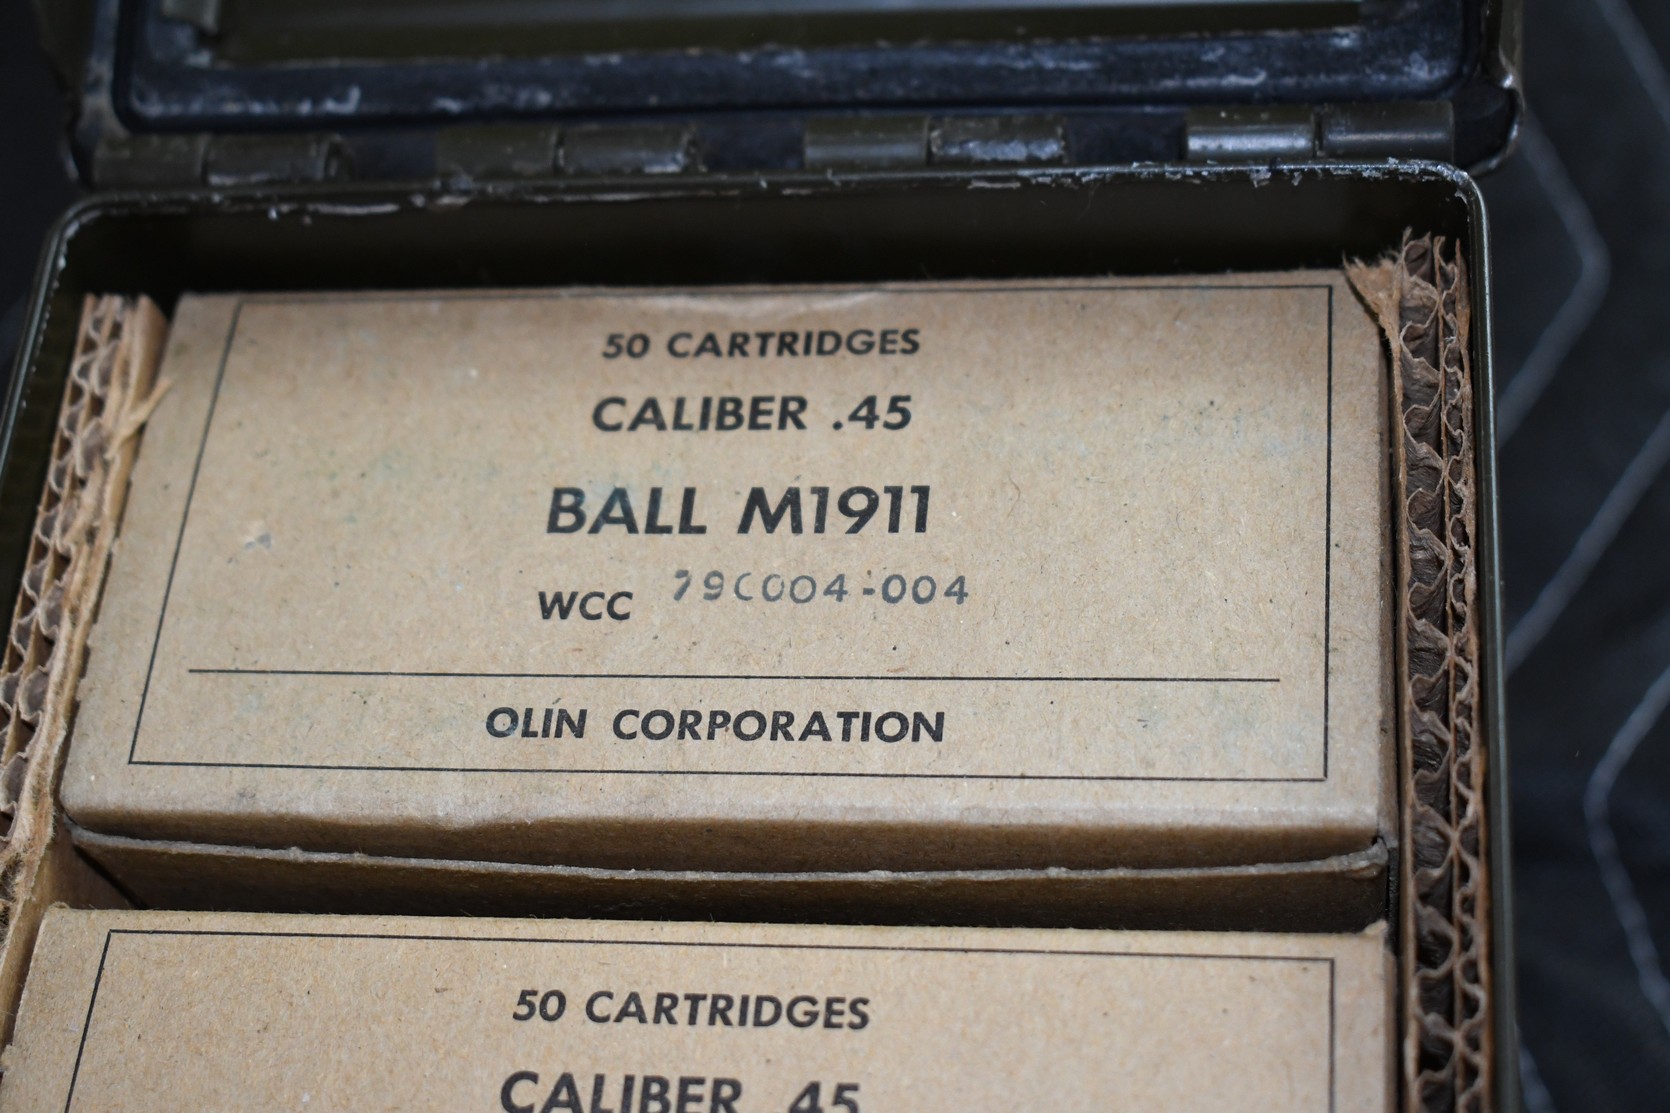 50 CARTRIDGES
CALIBER .45
BALL M1911
WCC 79C004-004
OLIN CORPORATION
50 CARTRIDGES
CALIBER .45